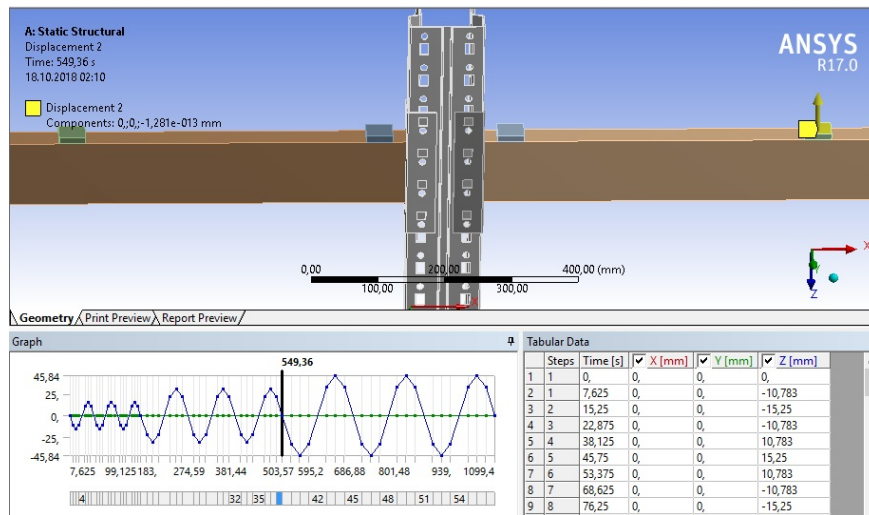 A: Static Structural
Displacement 2
Time: 549,36 s
18.10.2018 02:10
Displacement 2
Components: 0,;0,;-1,281e-013 mm
ANSYS
R17.0
X
Y
Z
0,00 200,00 400,00 (mm)
100,00 300,00
X
Geometry Print Preview Report Preview
Graph
549,36
45,84
25,
0,
-25,
-45,84
7,625 99,125 183, 274,59 381,44 503,57 595,2 686,88 801,48 939, 1099,4
4 32 35 42 45 48 51 54
Tabular Data
Steps Time [s] X [mm] Y [mm] Z [mm]
1 1 0, 0, 0, 0,
2 1 7,625 0, 0, -10,783
3 2 15,25 0, 0, -15,25
4 3 22,875 0, 0, -10,783
5 4 38,125 0, 0, 10,783
6 5 45,75 0, 0, 15,25
7 6 53,375 0, 0, 10,783
8 7 68,625 0, 0, -10,783
9 8 76,25 0, 0, -15,25